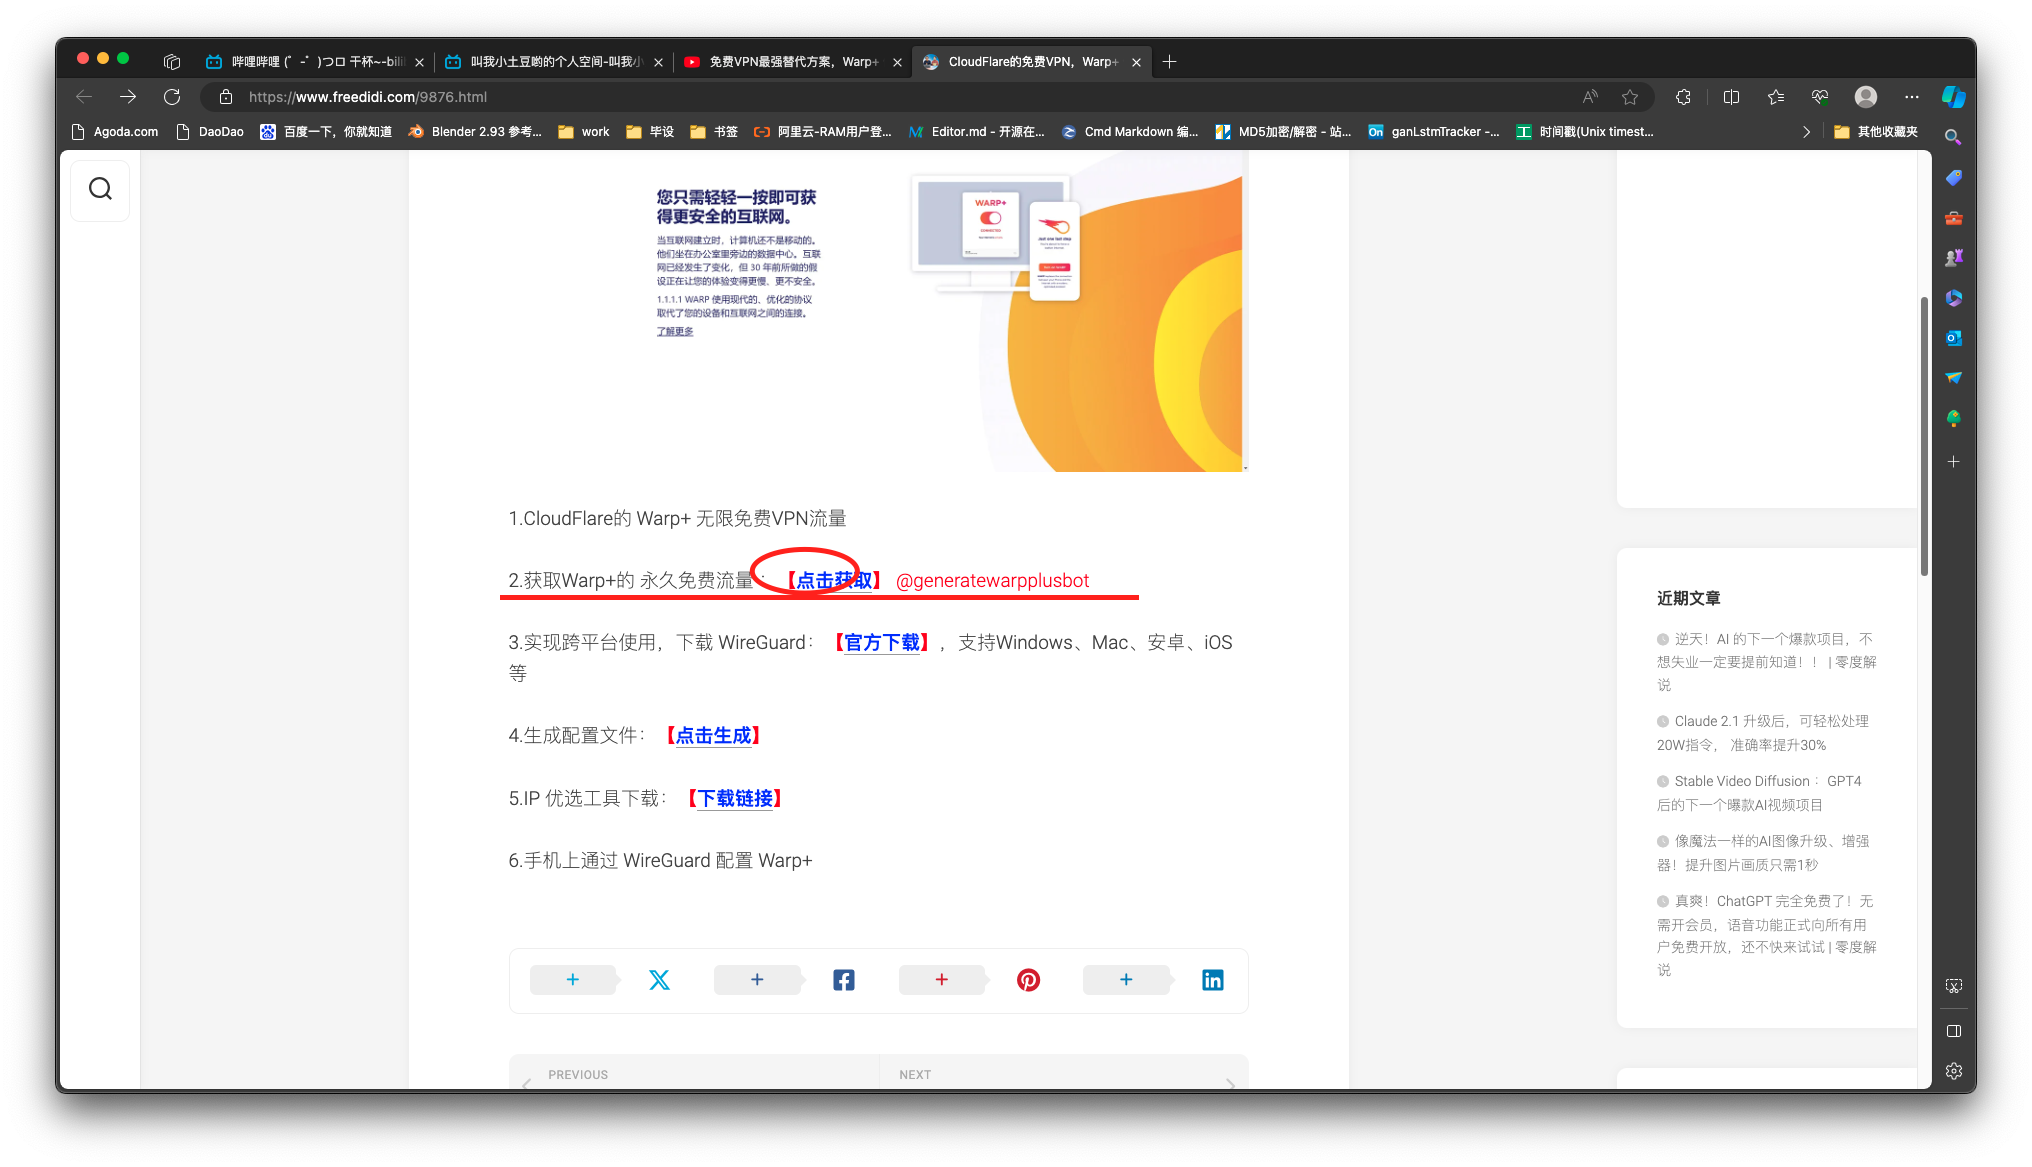 哔哩哔哩 (゜-゜)つロ 干杯~-bili
叫我小土豆哟的个人空间-叫我小
免费VPN最强替代方案，Warp+
CloudFlare的免费VPN，Warp+
https://www.freedidi.com/9876.html
Agoda.com
DaoDao
百度一下，你就知道
Blender 2.93 参考...
work
毕设
书签
阿里云-RAM用户登...
Editor.md - 开源在...
Cmd Markdown 编...
MD5加密/解密 - 站...
ganLstmTracker -...
时间戳(Unix timest...
其他收藏夹
您只需轻轻一按即可获
得更安全的互联网。
当互联网建立时，计算机还不是移动的。
他们坐在办公室里旁边的数据中心。互联
网已经发生了变化，但 30 年前所做的假
设正在让您的体验变得更慢、更不安全。
1.1.1.1 WARP 使用现代的、优化的协议
取代了您的设备和互联网之间的连接。
了解更多
WARP+
1.CloudFlare的 Warp+ 无限免费VPN流量
2.获取Warp+的 永久免费流量 ：【点击获取】 @generatewarpplusbot
3.实现跨平台使用，下载 WireGuard：【官方下载】，支持Windows、Mac、安卓、iOS
等
4.生成配置文件：【点击生成】
5.IP 优选工具下载：【下载链接】
6.手机上通过 WireGuard 配置 Warp+
PREVIOUS
NEXT
近期文章
逆天！AI 的下一个爆款项目，不
想失业一定要提前知道！！ | 零度解
说
Claude 2.1 升级后，可轻松处理
20W指令， 准确率提升30%
Stable Video Diffusion ：GPT4
后的下一个曝款AI视频项目
像魔法一样的AI图像升级、增强
器！提升图片画质只需1秒
真爽！ChatGPT 完全免费了！无
需开会员，语音功能正式向所有用
户免费开放，还不快来试试 | 零度解
说